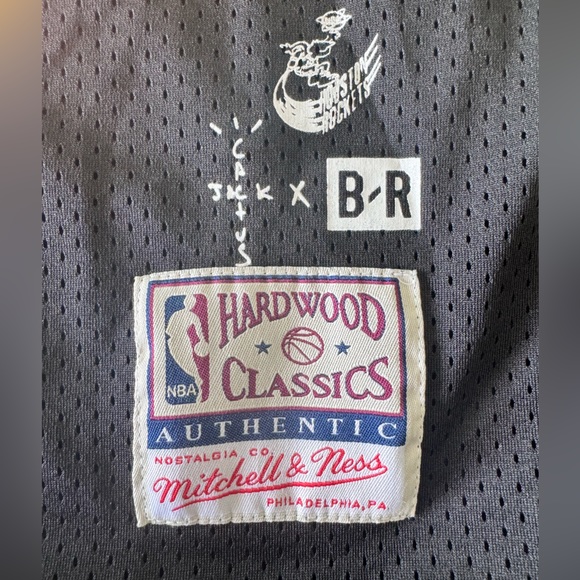 HOUSTON
ROCKETS
CACTUS
JACK X B-R
HARDWOOD
CLASSICS
NBA
AUTHENTIC
NOSTALGIA CO.
Mitchell & Ness
PHILADELPHIA, PA.